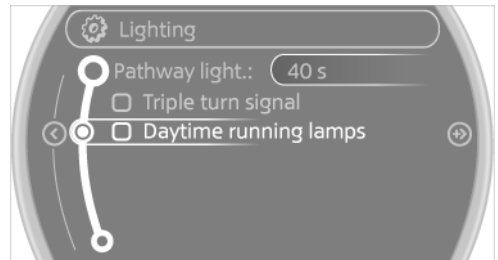 Lighting
Pathway light.: 40 s
Triple turn signal
Daytime running lamps